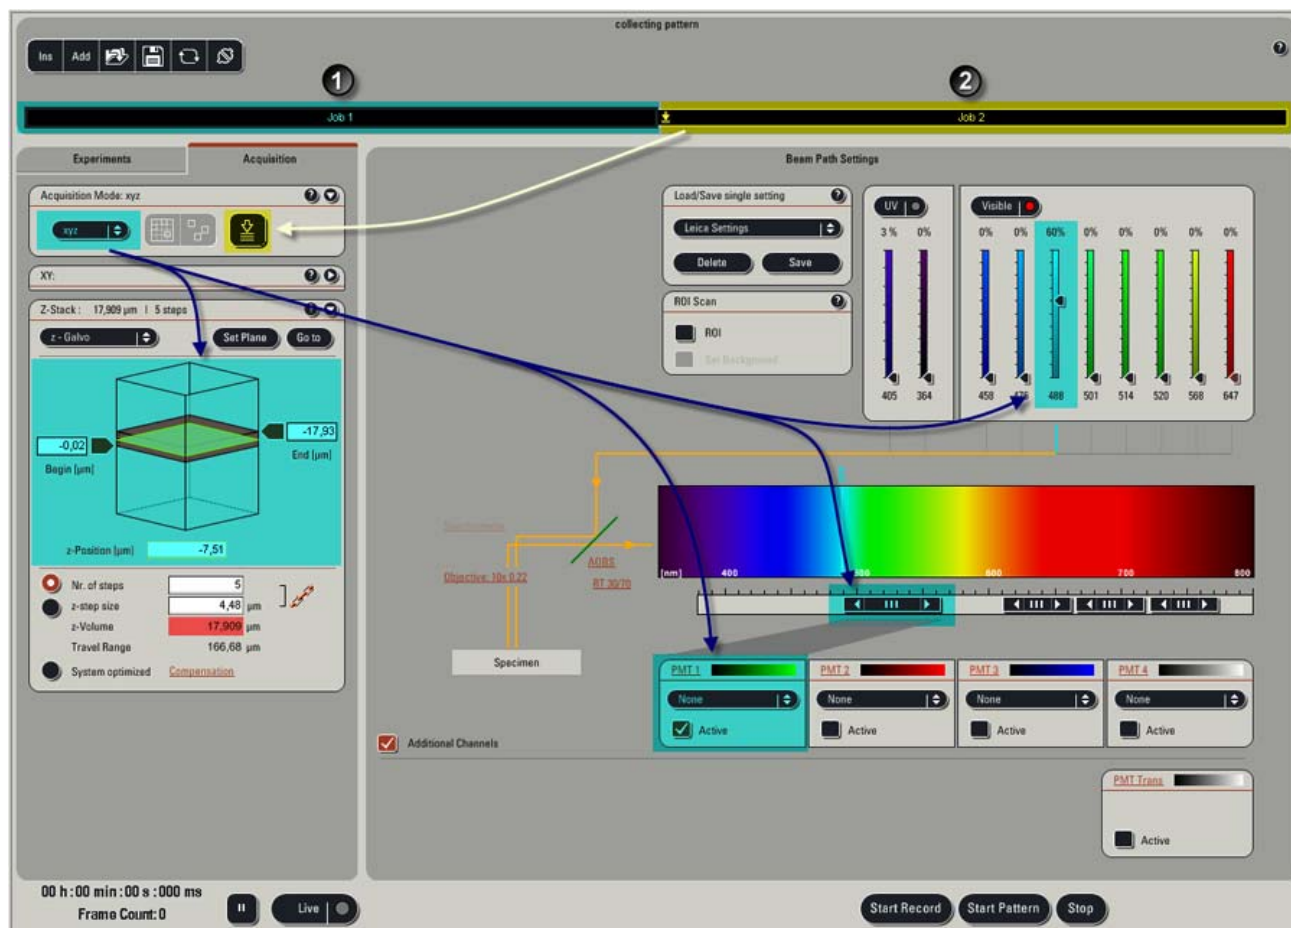 collecting pattern
Ins Add
1 2
Job 1 Job 2
Experiments Acquisition
Acquisition Mode: xyz
xyz
XY:
Z-Stack : 17,909 µm | 5 steps
z - Galvo Set Plane Go to
-0,02
Begin [µm]
-17,93
End [µm]
z-Position [µm] -7,51
Nr. of steps 5
z-step size 4,48 µm
z-Volume 17,909 µm
Travel Range 166,68 µm
System optimized Compensation
Beam Path Settings
Load/Save single setting
Leica Settings
Delete Save
ROI Scan
ROI
Set Background
UV
3 % 0%
405 364
Visible
0% 0% 60% 0% 0% 0% 0% 0%
458 476 488 501 514 520 568 647
Objective: 10x 0.22
AOBS
RT 30/70
[nm] 400 500 600 700 800
Specimen
PMT 1 PMT 2 PMT 3 PMT 4
None None None None
Active Active Active Active
Additional Channels
PMT Trans
Active
00 h : 00 min : 00 s : 000 ms
Frame Count: 0
Live
Start Record Start Pattern Stop